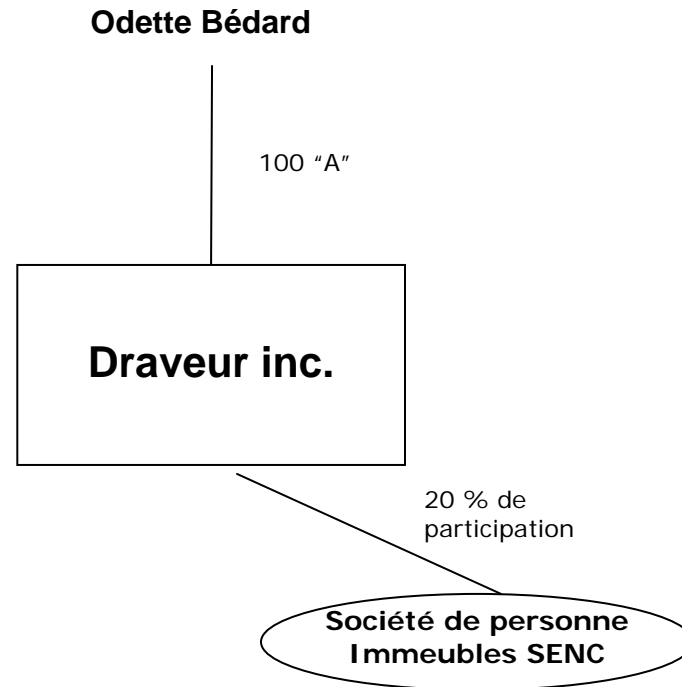 Odette Bédard
100 “A”
Draveur inc.
20 % de
participation
Société de personne
Immeubles SENC